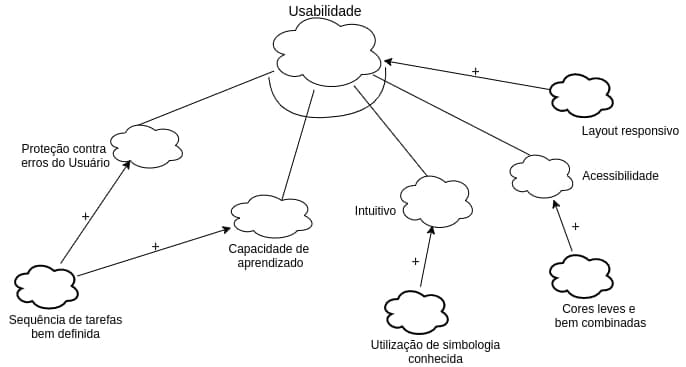 Usabilidade
+
Layout responsivo
Proteção contra
erros do Usuário
Acessibilidade
Intuitivo
+
+
+
+
Capacidade de
aprendizado
Sequência de tarefas
bem definida
Cores leves e
bem combinadas
Utilização de simbologia
conhecida